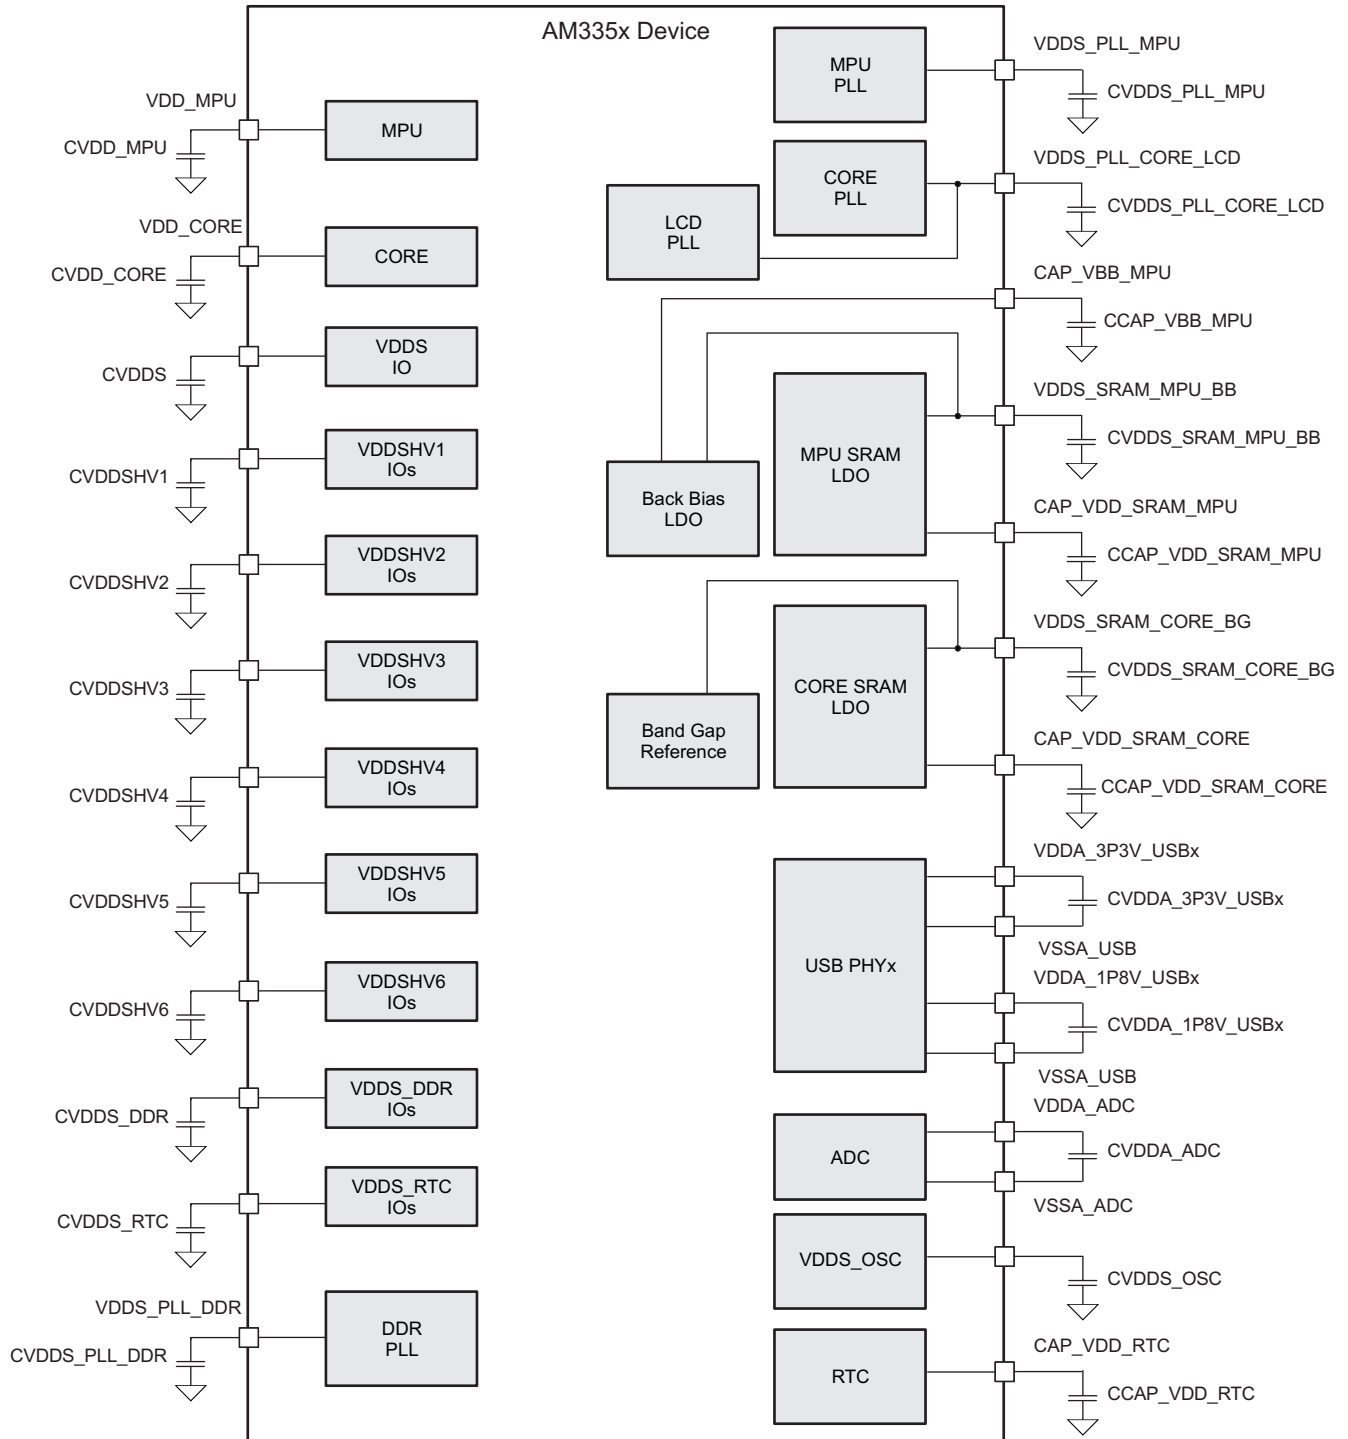 AM335x Device
VDD_MPU
CVDD_MPU
MPU
VDD_CORE
CVDD_CORE
CORE
CVDDS
VDDS
IO
CVDDSHV1
VDDSHV1
IOs
CVDDSHV2
VDDSHV2
IOs
CVDDSHV3
VDDSHV3
IOs
CVDDSHV4
VDDSHV4
IOs
CVDDSHV5
VDDSHV5
IOs
CVDDSHV6
VDDSHV6
IOs
CVDDS_DDR
VDDS_DDR
IOs
CVDDS_RTC
VDDS_RTC
IOs
VDDS_PLL_DDR
CVDDS_PLL_DDR
DDR
PLL
MPU
PLL
VDDS_PLL_MPU
CVDDS_PLL_MPU
CORE
PLL
VDDS_PLL_CORE_LCD
CVDDS_PLL_CORE_LCD
LCD
PLL
CAP_VBB_MPU
CCAP_VBB_MPU
MPU SRAM
LDO
VDDS_SRAM_MPU_BB
CVDDS_SRAM_MPU_BB
Back Bias
LDO
CAP_VDD_SRAM_MPU
CCAP_VDD_SRAM_MPU
CORE SRAM
LDO
VDDS_SRAM_CORE_BG
CVDDS_SRAM_CORE_BG
Band Gap
Reference
CAP_VDD_SRAM_CORE
CCAP_VDD_SRAM_CORE
USB PHYx
VDDA_3P3V_USBx
CVDDA_3P3V_USBx
VSSA_USB
VDDA_1P8V_USBx
CVDDA_1P8V_USBx
VSSA_USB
VDDA_ADC
ADC
CVDDA_ADC
VSSA_ADC
VDDS_OSC
CVDDS_OSC
RTC
CAP_VDD_RTC
CCAP_VDD_RTC